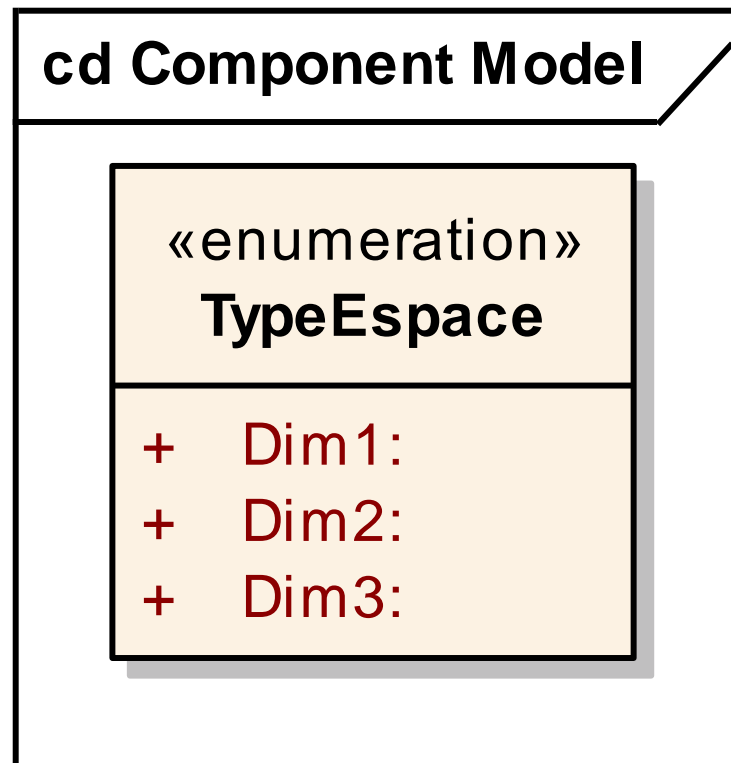 cd Component Model
«enumeration»
TypeEspace
+ Dim1:
+ Dim2:
+ Dim3: